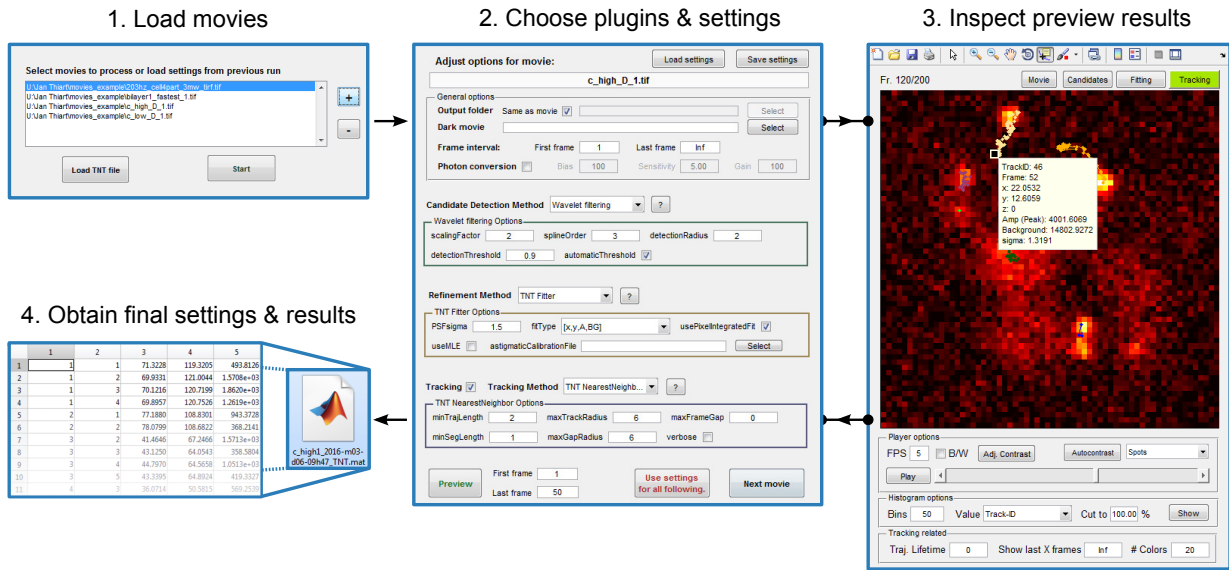 1. Load movies
Select movies to process or load settings from previous run
U:\Jan Thiart\movies_example\203hz_cell4part_3mw_tirf.tif
U:\Jan Thiart\movies_example\bilayer1_fastest_1.tif
U:\Jan Thiart\movies_example\c_high_D_1.tif
U:\Jan Thiart\movies_example\c_low_D_1.tif
+
-
Load TNT file
Start
2. Choose plugins & settings
Adjust options for movie:
Load settings
Save settings
c_high_D_1.tif
General options
Output folder Same as movie Select
Dark movie Select
Frame interval: First frame 1 Last frame Inf
Photon conversion Bias 100 Sensitivity 5.00 Gain 100
Candidate Detection Method Wavelet filtering ?
Wavelet filtering Options
scalingFactor 2 splineOrder 3 detectionRadius 2
detectionThreshold 0.9 automaticThreshold
Refinement Method TNT Fitter ?
TNT Fitter Options
PSFsigma 1.5 fitType [x,y,A,BG] usePixelIntegratedFit
useMLE astigmaticCalibrationFile Select
Tracking Tracking Method TNT NearestNeighb... ?
TNT NearestNeighbor Options
minTrajLength 2 maxTrackRadius 6 maxFrameGap 0
minSegLength 1 maxGapRadius 6 verbose
Preview
First frame 1
Last frame 50
Use settings
for all following.
Next movie
3. Inspect preview results
Fr. 120/200
Movie
Candidates
Fitting
Tracking
TrackID: 46
Frame: 52
x: 22.0532
y: 12.6059
z: 0
Amp (Peak): 4001.6069
Background: 14802.9272
sigma: 1.3191
Player options
FPS 5 B/W Adj. Contrast Autocontrast Spots
Play
Histogram options
Bins 50 Value Track-ID Cut to 100.00 % Show
Tracking related
Traj. Lifetime 0 Show last X frames Inf # Colors 20
4. Obtain final settings & results
1 2 3 4 5
1 1 1 71.3228 119.3205 493.8126
2 1 2 69.9331 121.0044 1.5708e+03
3 1 3 70.1216 120.7199 1.8620e+03
4 1 4 69.8957 120.7526 1.2619e+03
5 2 1 77.1880 108.8301 943.3728
6 2 2 78.0799 108.6822 368.2141
7 3 2 41.4646 67.2466 1.5713e+03
8 3 3 43.1250 64.0543 358.5804
9 3 4 44.7970 64.5658 1.0513e+03
10 3 5 43.3395 64.8924 419.3327
11 4 3 36.0714 50.5815 569.2539
c_high1_2016-m03-
d06-09h47_TNT.mat